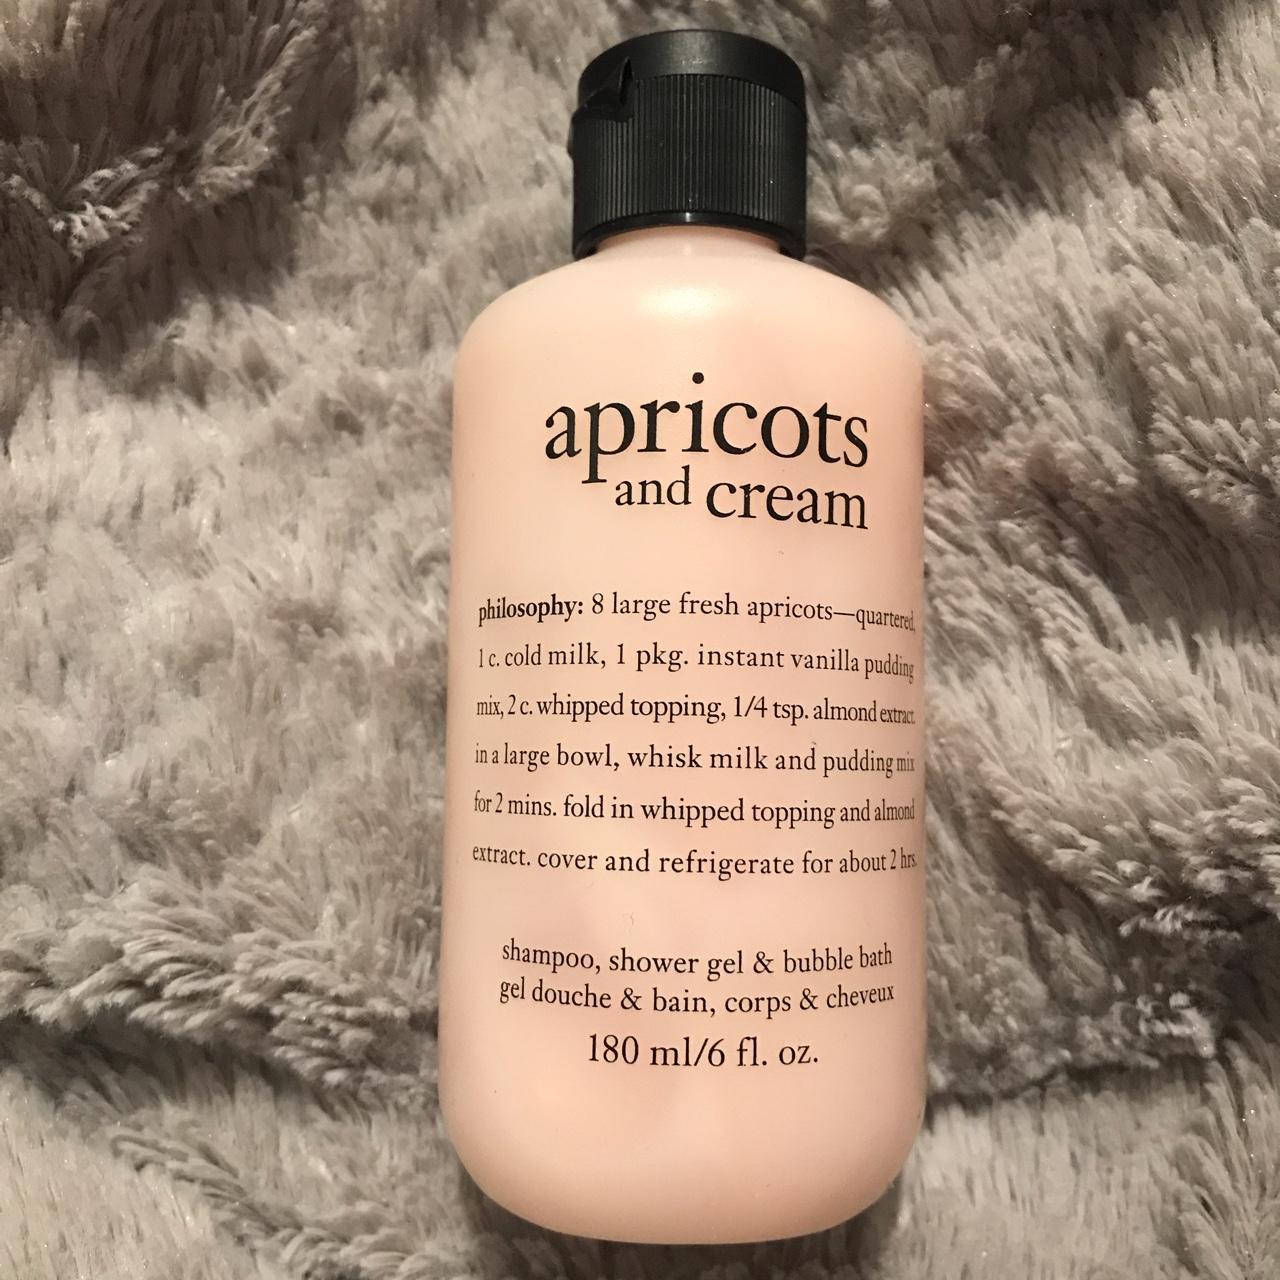 apricots
and cream
philosophy: 8 large fresh apricots—quartered,
1 c. cold milk, 1 pkg. instant vanilla pudding
mix, 2 c. whipped topping, 1/4 tsp. almond extract.
in a large bowl, whisk milk and pudding mix
for 2 mins. fold in whipped topping and almond
extract. cover and refrigerate for about 2 hrs.
shampoo, shower gel & bubble bath
gel douche & bain, corps & cheveux
180 ml/6 fl. oz.